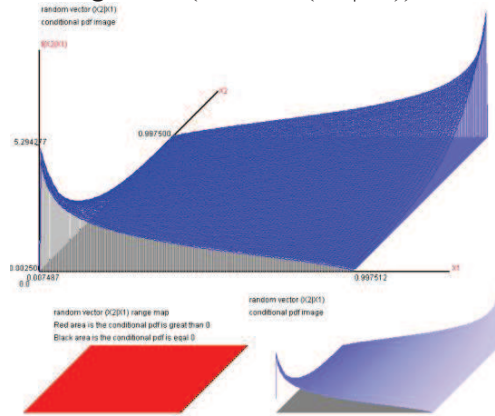 random vector (X2|X1)
conditional pdf image
f(X2|X1)
X2
0.997500
5.294277
0.00250
0.007487
0.0
0.997512
X1
random vector (X2|X1) range map
Red area is the conditional pdf is great than 0
Black area is the conditional pdf is eqal 0
random vector (X2|X1)
conditional pdf image